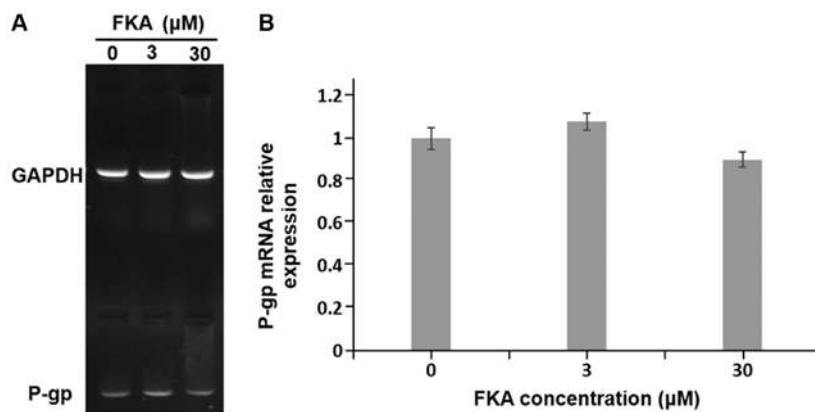 A
FKA (µM)
0 3 30
GAPDH
P-gp
B
P-gp mRNA relative
expression
1.2
1
0.8
0.6
0.4
0.2
0
0 3 30
FKA concentration (µM)